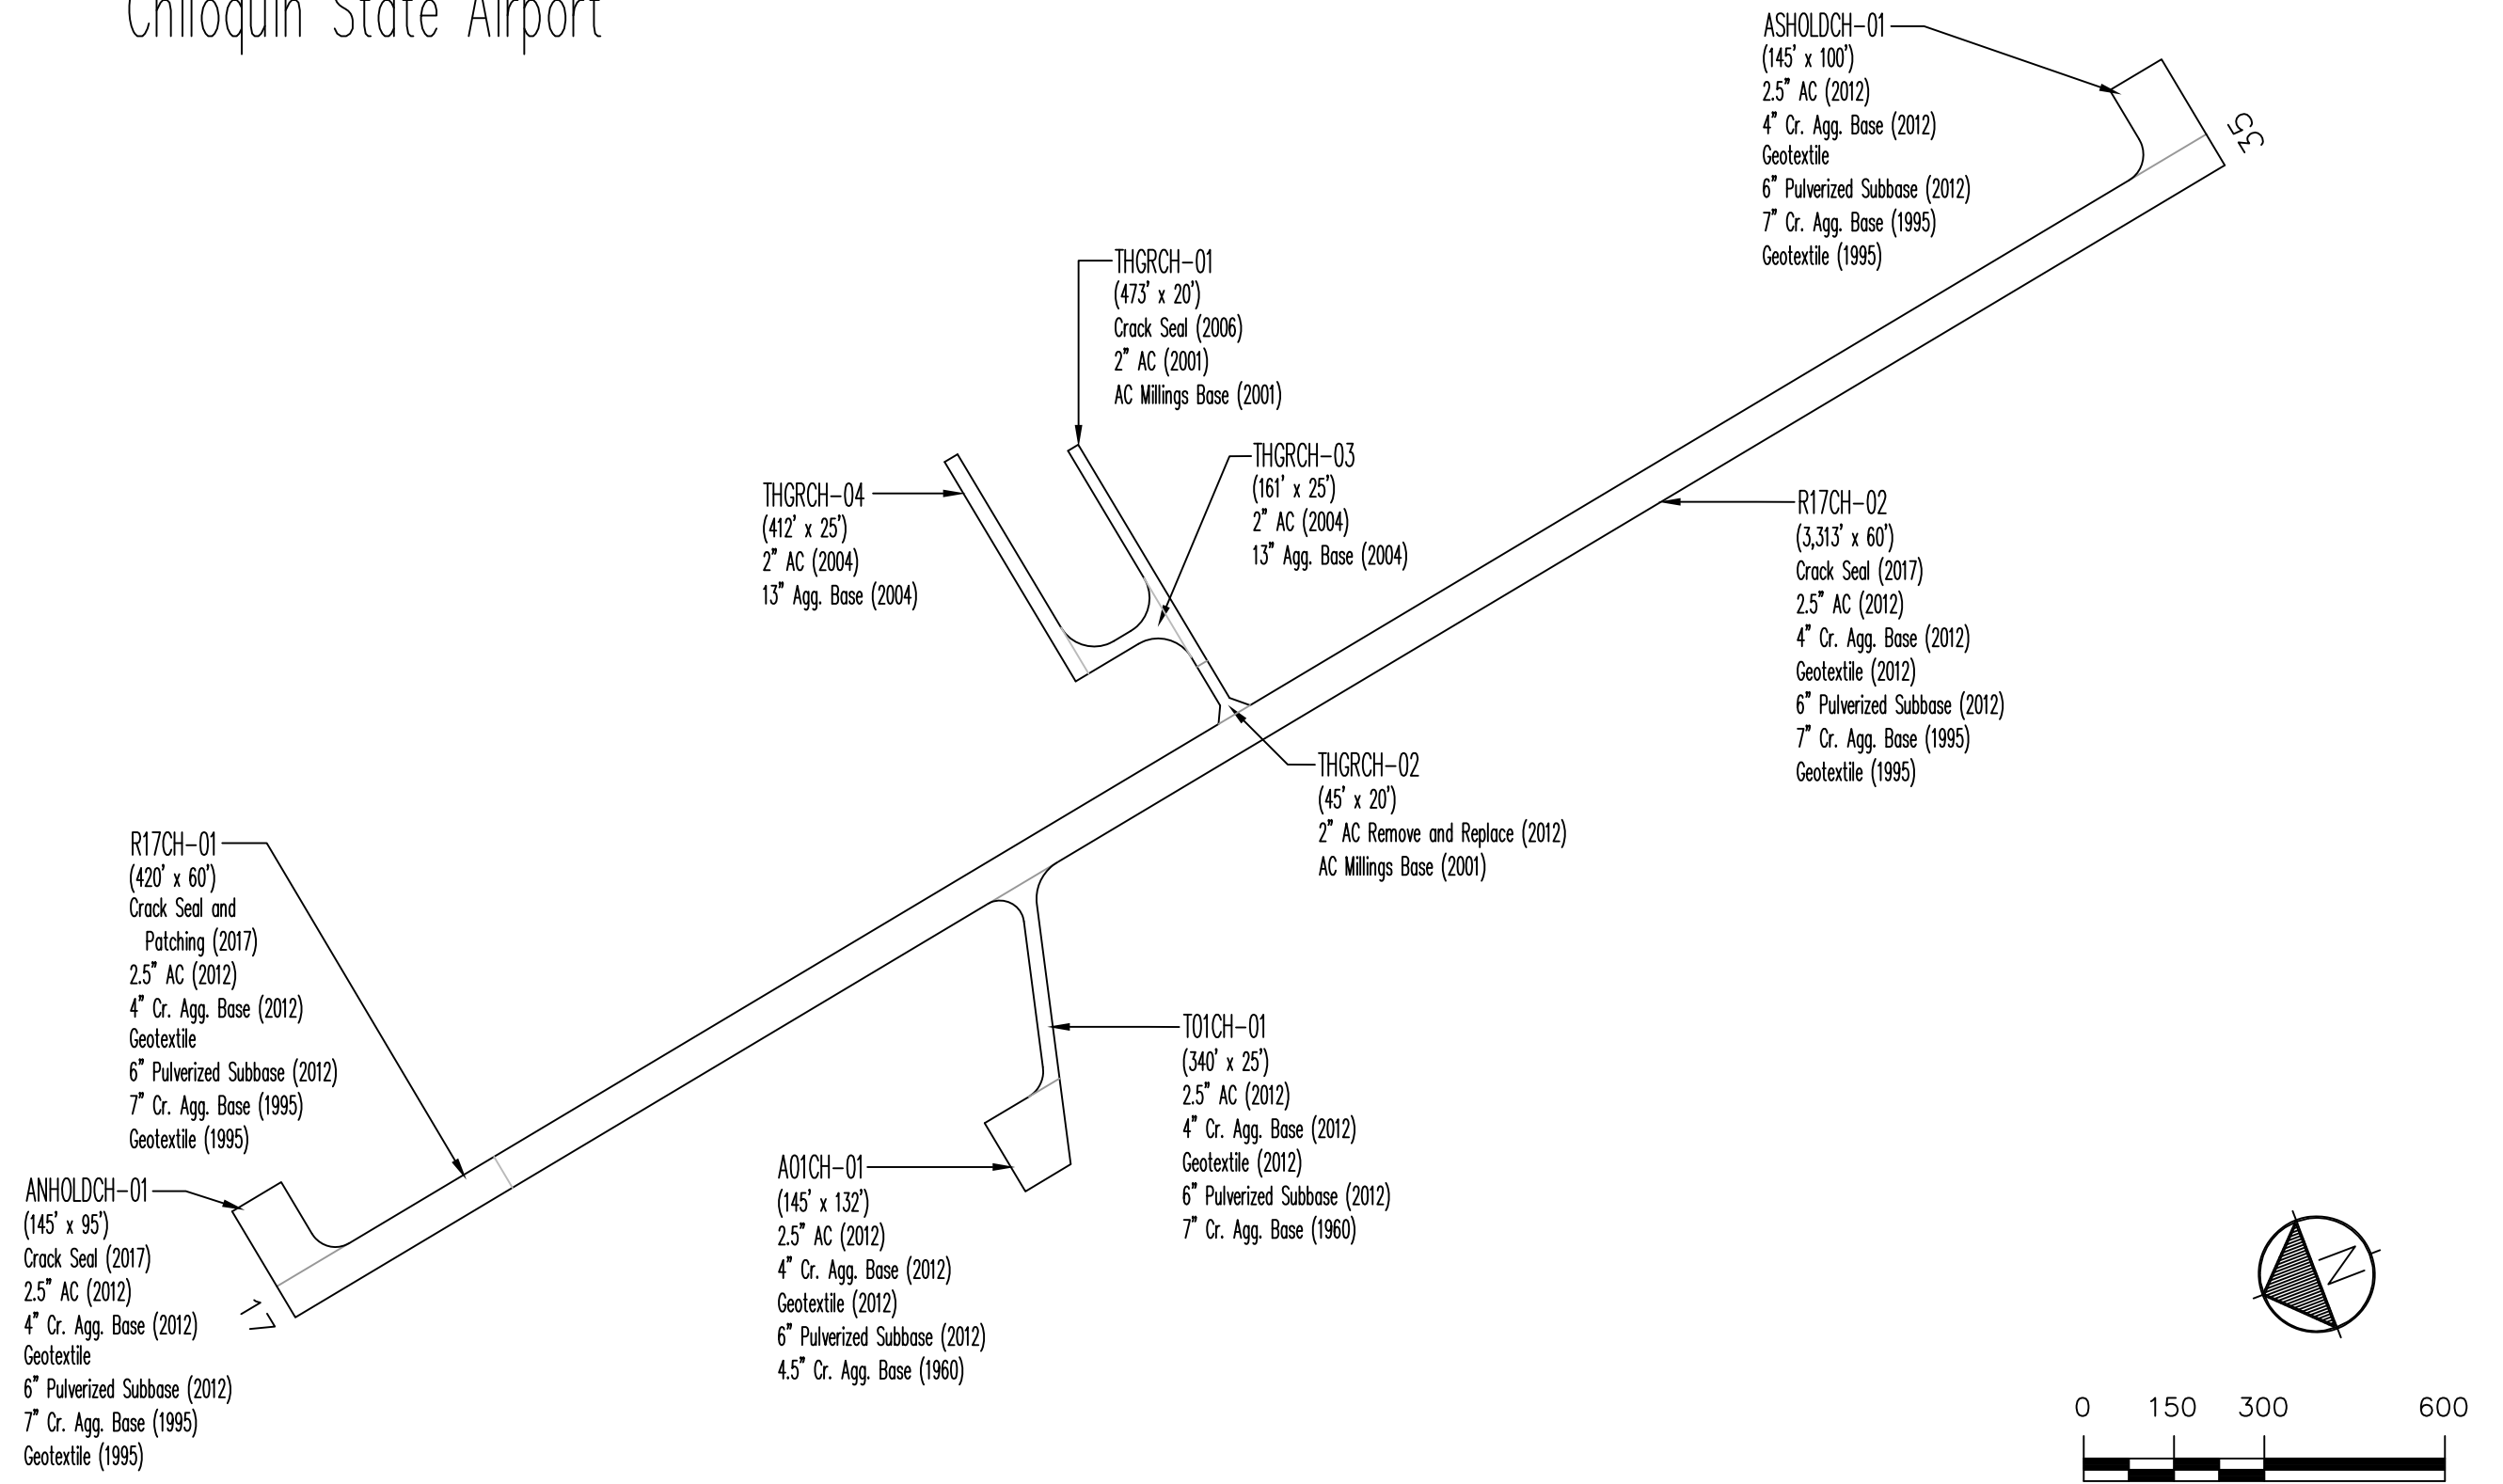 Chiloquin State Airport
ASHOLDCH-01
(145' x 100')
2.5" AC (2012)
4" Cr. Agg. Base (2012)
Geotextile
6" Pulverized Subbase (2012)
7" Cr. Agg. Base (1995)
Geotextile (1995)
35
THGRCH-01
(473' x 20')
Crack Seal (2006)
2" AC (2001)
AC Millings Base (2001)
THGRCH-03
(161' x 25')
2" AC (2004)
13" Agg. Base (2004)
THGRCH-04
(412' x 25')
2" AC (2004)
13" Agg. Base (2004)
R17CH-02
(3,313' x 60')
Crack Seal (2017)
2.5" AC (2012)
4" Cr. Agg. Base (2012)
Geotextile (2012)
6" Pulverized Subbase (2012)
7" Cr. Agg. Base (1995)
Geotextile (1995)
THGRCH-02
(45' x 20')
2" AC Remove and Replace (2012)
AC Millings Base (2001)
R17CH-01
(420' x 60')
Crack Seal and
Patching (2017)
2.5" AC (2012)
4" Cr. Agg. Base (2012)
Geotextile
6" Pulverized Subbase (2012)
7" Cr. Agg. Base (1995)
Geotextile (1995)
T01CH-01
(340' x 25')
2.5" AC (2012)
4" Cr. Agg. Base (2012)
Geotextile (2012)
6" Pulverized Subbase (2012)
7" Cr. Agg. Base (1960)
A01CH-01
(145' x 132')
2.5" AC (2012)
4" Cr. Agg. Base (2012)
Geotextile (2012)
6" Pulverized Subbase (2012)
4.5" Cr. Agg. Base (1960)
ANHOLDCH-01
(145' x 95')
Crack Seal (2017)
2.5" AC (2012)
4" Cr. Agg. Base (2012)
Geotextile
6" Pulverized Subbase (2012)
7" Cr. Agg. Base (1995)
Geotextile (1995)
17
N
0 150 300 600